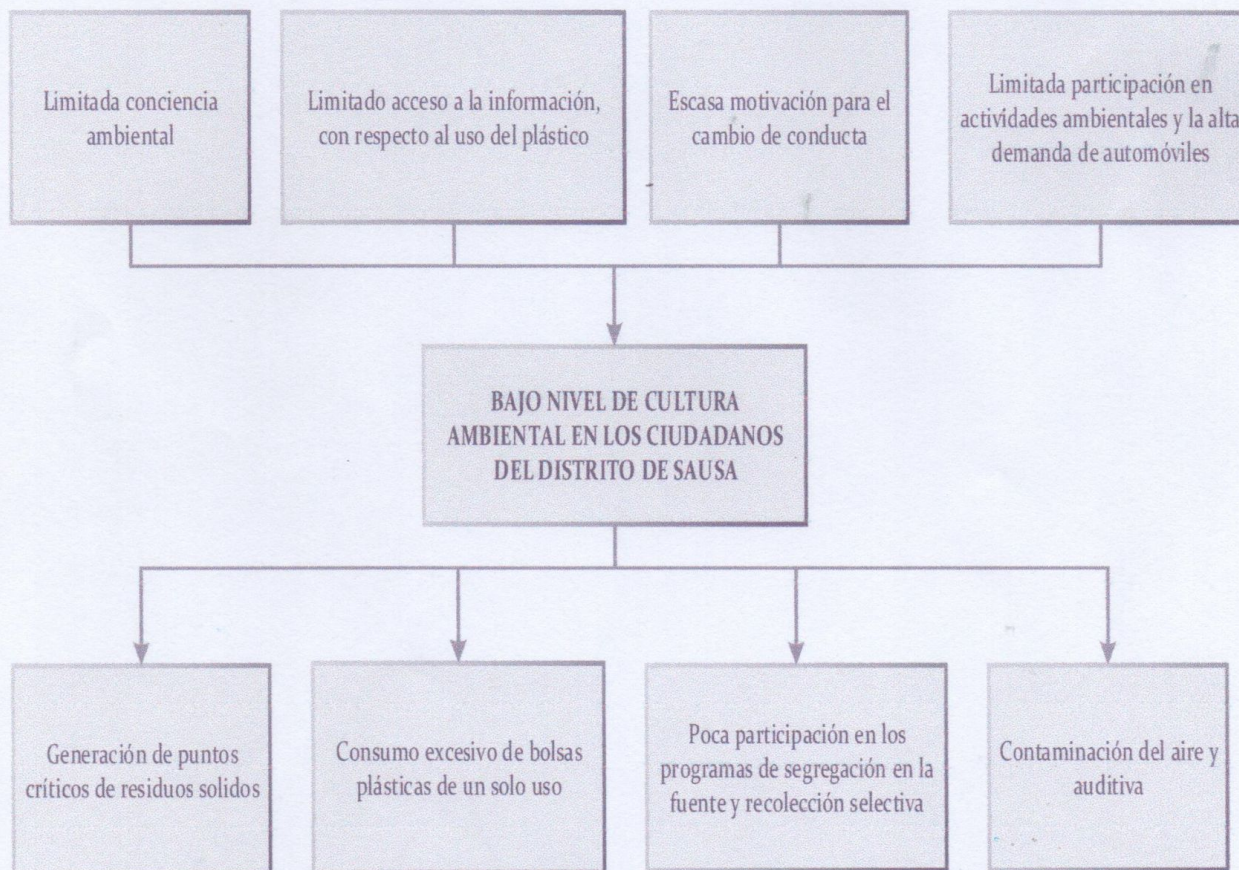 Limitada conciencia
ambiental
Limitado acceso a la información,
con respecto al uso del plástico
Escasa motivación para el
cambio de conducta
Limitada participación en
actividades ambientales y la alta
demanda de automóviles
BAJO NIVEL DE CULTURA
AMBIENTAL EN LOS CIUDADANOS
DEL DISTRITO DE SAUSA
Generación de puntos
críticos de residuos solidos
Consumo excesivo de bolsas
plásticas de un solo uso
Poca participación en los
programas de segregación en la
fuente y recolección selectiva
Contaminación del aire y
auditiva